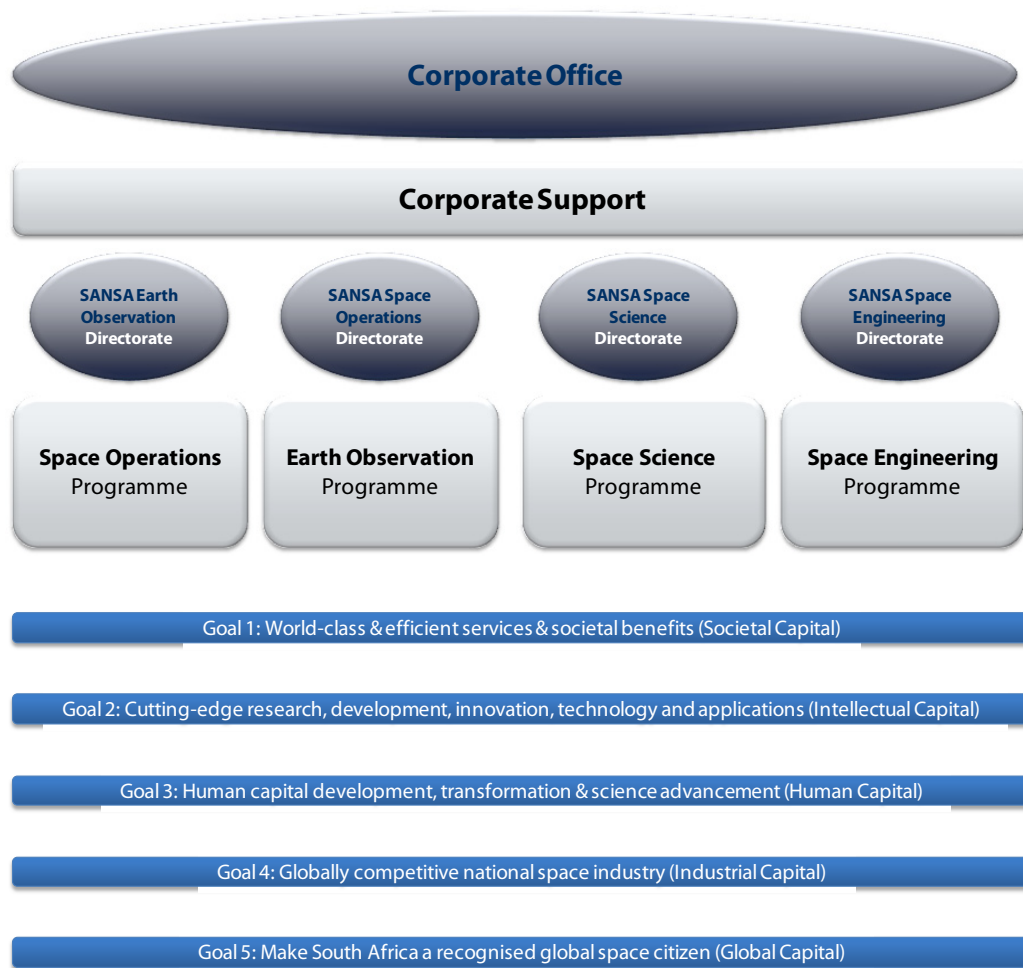 Corporate Office
Corporate Support
SANSA Earth
Observation
Directorate
SANSA Space
Operations
Directorate
SANSA Space
Science
Directorate
SANSA Space
Engineering
Directorate
Space Operations
Programme
Earth Observation
Programme
Space Science
Programme
Space Engineering
Programme
Goal 1: World-class & efficient services & societal benefits (Societal Capital)
Goal 2: Cutting-edge research, development, innovation, technology and applications (Intellectual Capital)
Goal 3: Human capital development, transformation & science advancement (Human Capital)
Goal 4: Globally competitive national space industry (Industrial Capital)
Goal 5: Make South Africa a recognised global space citizen (Global Capital)